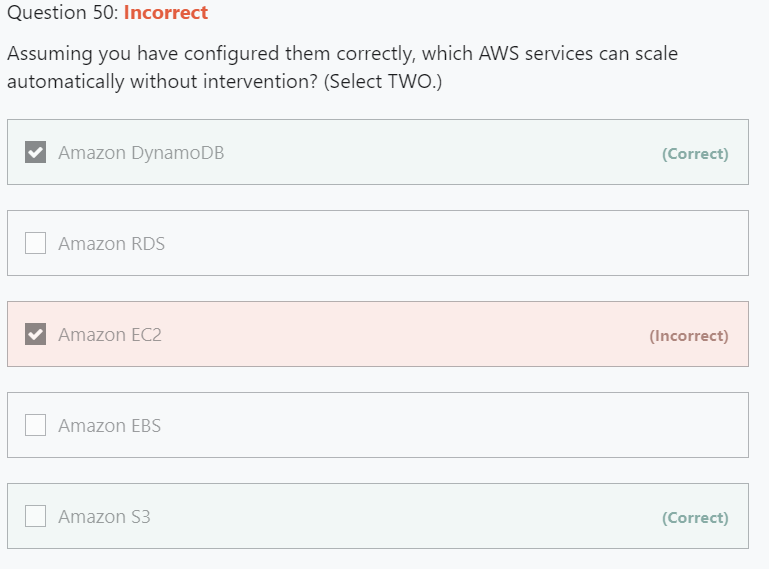 Question 50: Incorrect
Assuming you have configured them correctly, which AWS services can scale
automatically without intervention? (Select TWO.)
Amazon DynamoDB (Correct)
Amazon RDS
Amazon EC2 (Incorrect)
Amazon EBS
Amazon S3 (Correct)